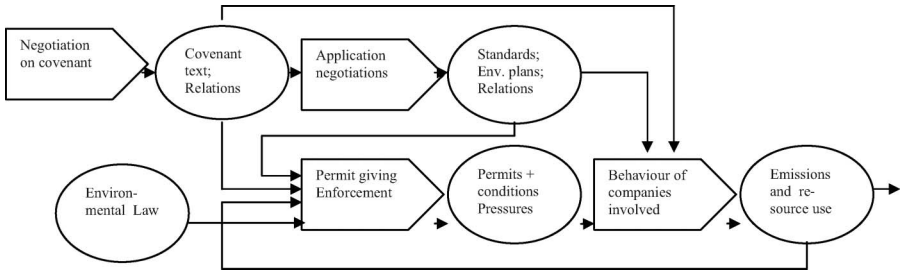 Negotiation
on covenant
Covenant
text;
Relations
Application
negotiations
Standards;
Env. plans;
Relations
Environ-
mental Law
Permit giving
Enforcement
Permits +
conditions
Pressures
Behaviour of
companies
involved
Emissions
and re-
source use